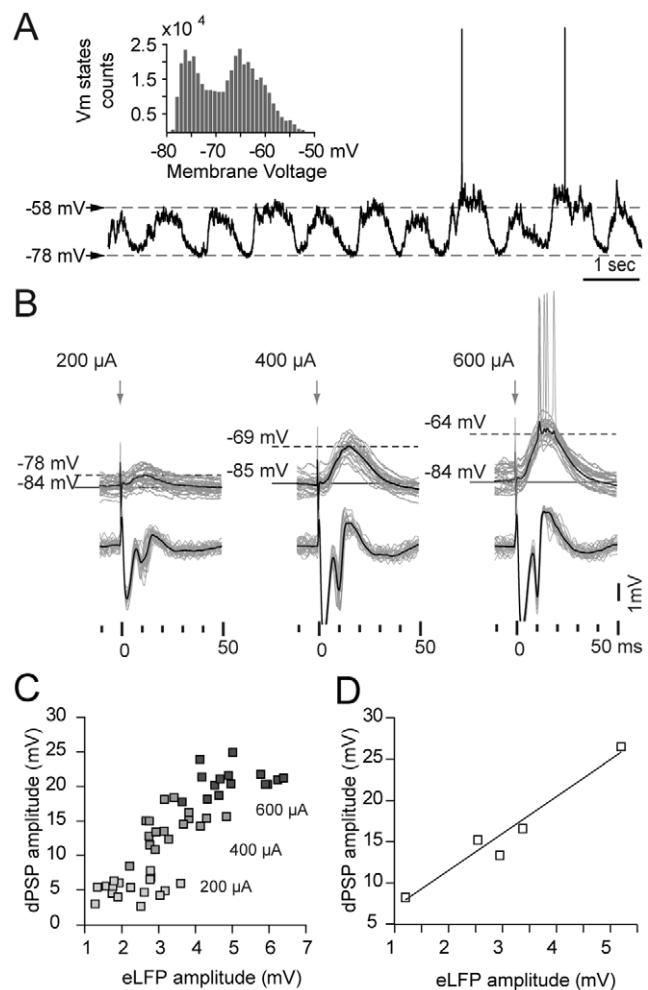 A
×10 4
2.5
2.0
1.5
0.5
Vm states
counts
-80 -70 -60 -50 mV
Membrane Voltage
-58 mV
-78 mV
1 sec
B
200 µA
400 µA
600 µA
-78 mV
-84 mV
-69 mV
-85 mV
-64 mV
-84 mV
1mV
0 50
0 50
0 50 ms
C
30
25
20
15
10
5
0
dPSP amplitude (mV)
600 µA
400 µA
200 µA
1 2 3 4 5 6 7
eLFP amplitude (mV)
D
30
25
15
5
dPSP amplitude (mV)
1 2 3 4 5
eLFP amplitude (mV)